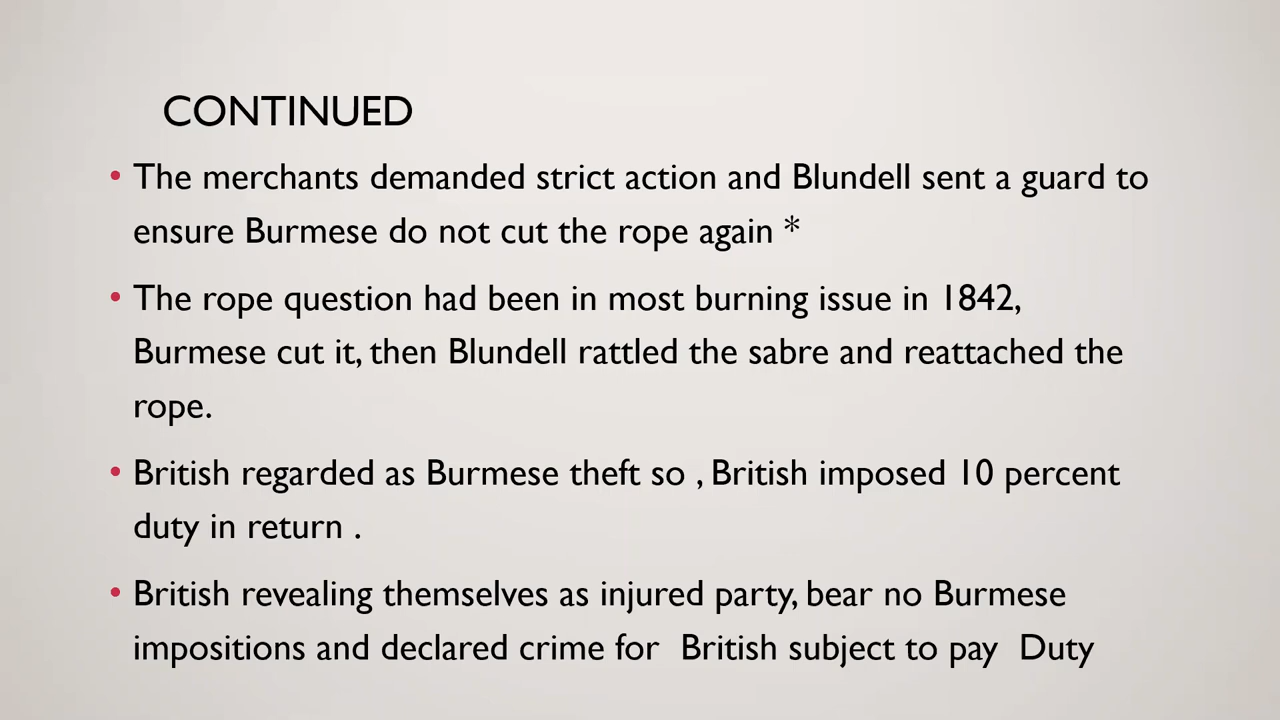 CONTINUED
• The merchants demanded strict action and Blundell sent a guard to
ensure Burmese do not cut the rope again *
• The rope question had been in most burning issue in 1842,
Burmese cut it, then Blundell rattled the sabre and reattached the
rope.
• British regarded as Burmese theft so , British imposed 10 percent
duty in return .
• British revealing themselves as injured party, bear no Burmese
impositions and declared crime for  British subject to pay  Duty